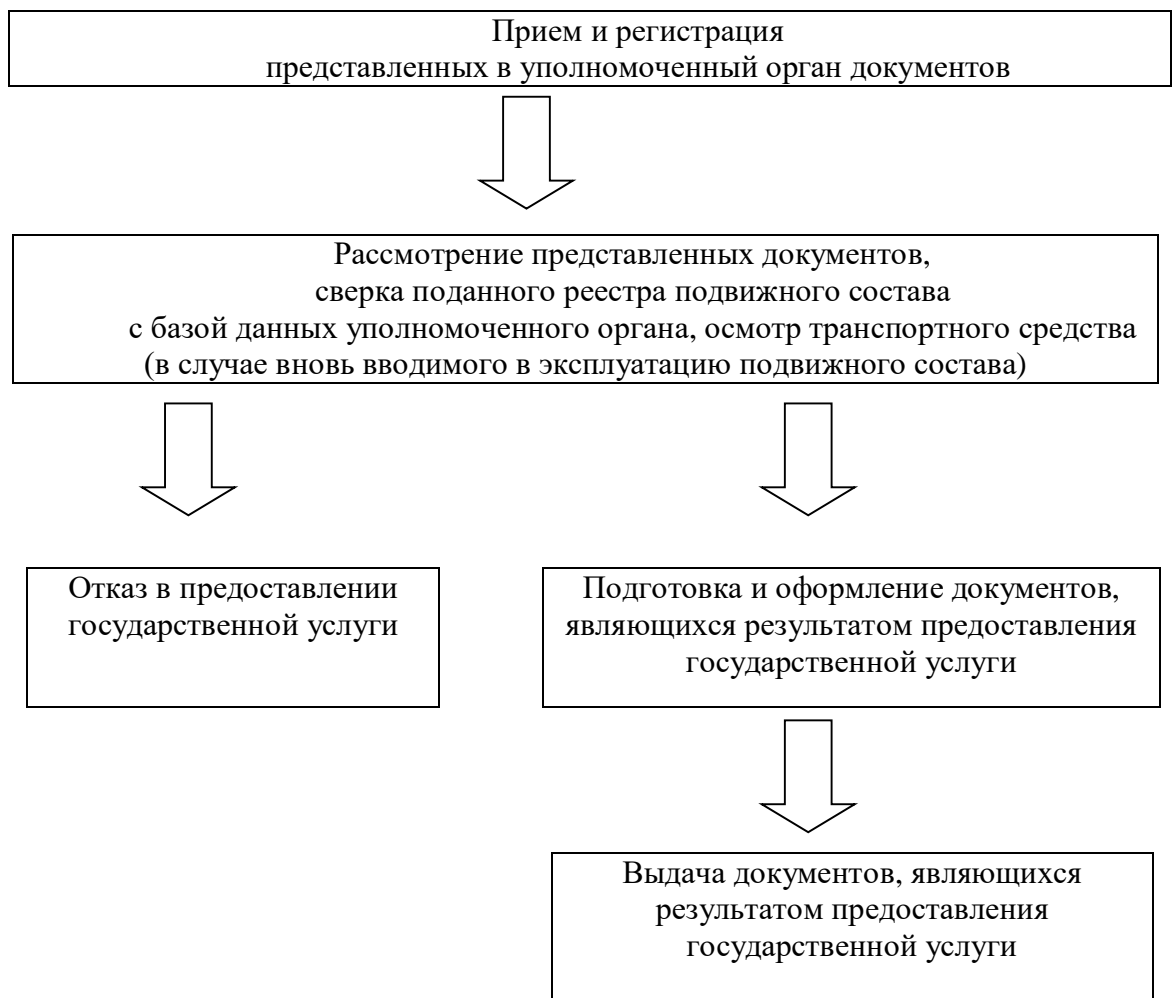 Прием и регистрация
представленных в уполномоченный орган документов
Рассмотрение представленных документов,
сверка поданного реестра подвижного состава
с базой данных уполномоченного органа, осмотр транспортного средства
(в случае вновь вводимого в эксплуатацию подвижного состава)
Отказ в предоставлении
государственной услуги
Подготовка и оформление документов,
являющихся результатом предоставления
государственной услуги
Выдача документов, являющихся
результатом предоставления
государственной услуги